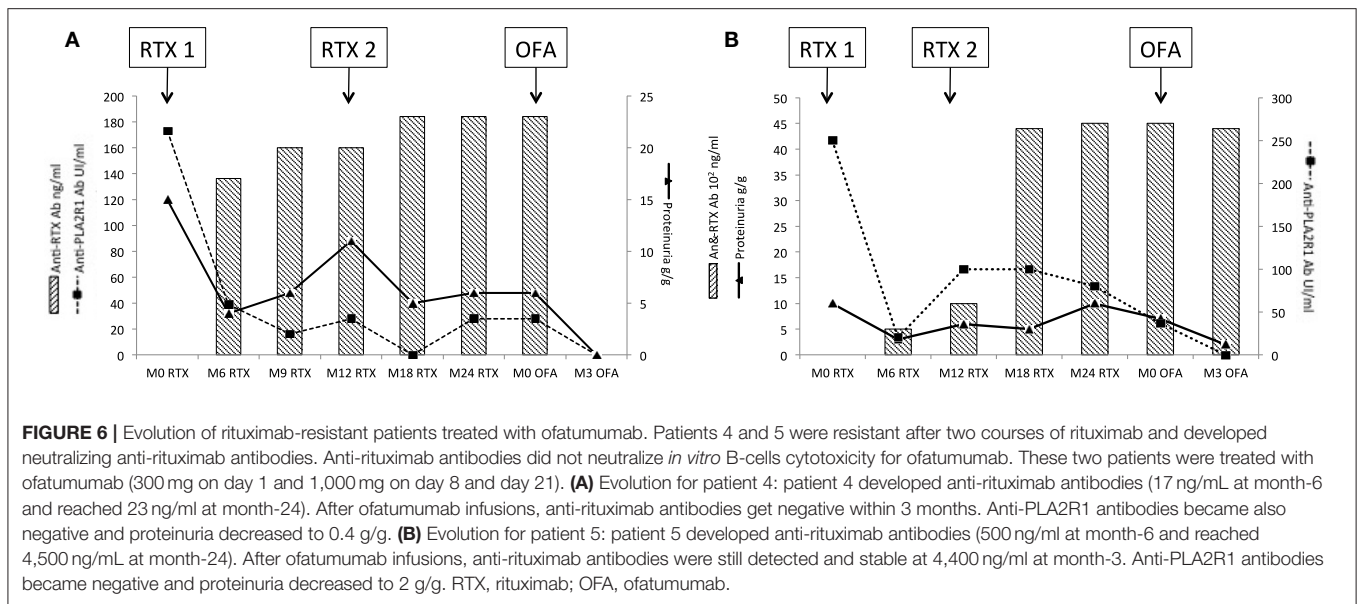 A
RTX 1
RTX 2
OFA
200
180
160
140
120
100
80
60
40
20
0
25
20
15
10
5
0
Anti-RTX Ab ng/ml
Anti-PLA2R1 Ab UI/ml
Proteinuria g/g
M0 RTX M6 RTX M9 RTX M12 RTX M18 RTX M24 RTX M0 OFA M3 OFA
B
RTX 1
RTX 2
OFA
50
45
40
35
30
25
20
15
10
5
0
300
250
200
150
100
50
0
An&-RTX Ab 10² ng/ml
Proteinuria g/g
Anti-PLA2R1 Ab UI/ml
M0 RTX M6 RTX M12 RTX M18 RTX M24 RTX M0 OFA M3 OFA
FIGURE 6 | Evolution of rituximab-resistant patients treated with ofatumumab. Patients 4 and 5 were resistant after two courses of rituximab and developed
neutralizing anti-rituximab antibodies. Anti-rituximab antibodies did not neutralize in vitro B-cells cytotoxicity for ofatumumab. These two patients were treated with
ofatumumab (300 mg on day 1 and 1,000 mg on day 8 and day 21). (A) Evolution for patient 4: patient 4 developed anti-rituximab antibodies (17 ng/mL at month-6
and reached 23 ng/ml at month-24). After ofatumumab infusions, anti-rituximab antibodies get negative within 3 months. Anti-PLA2R1 antibodies became also
negative and proteinuria decreased to 0.4 g/g. (B) Evolution for patient 5: patient 5 developed anti-rituximab antibodies (500 ng/ml at month-6 and reached
4,500 ng/mL at month-24). After ofatumumab infusions, anti-rituximab antibodies were still detected and stable at 4,400 ng/ml at month-3. Anti-PLA2R1 antibodies
became negative and proteinuria decreased to 2 g/g. RTX, rituximab; OFA, ofatumumab.